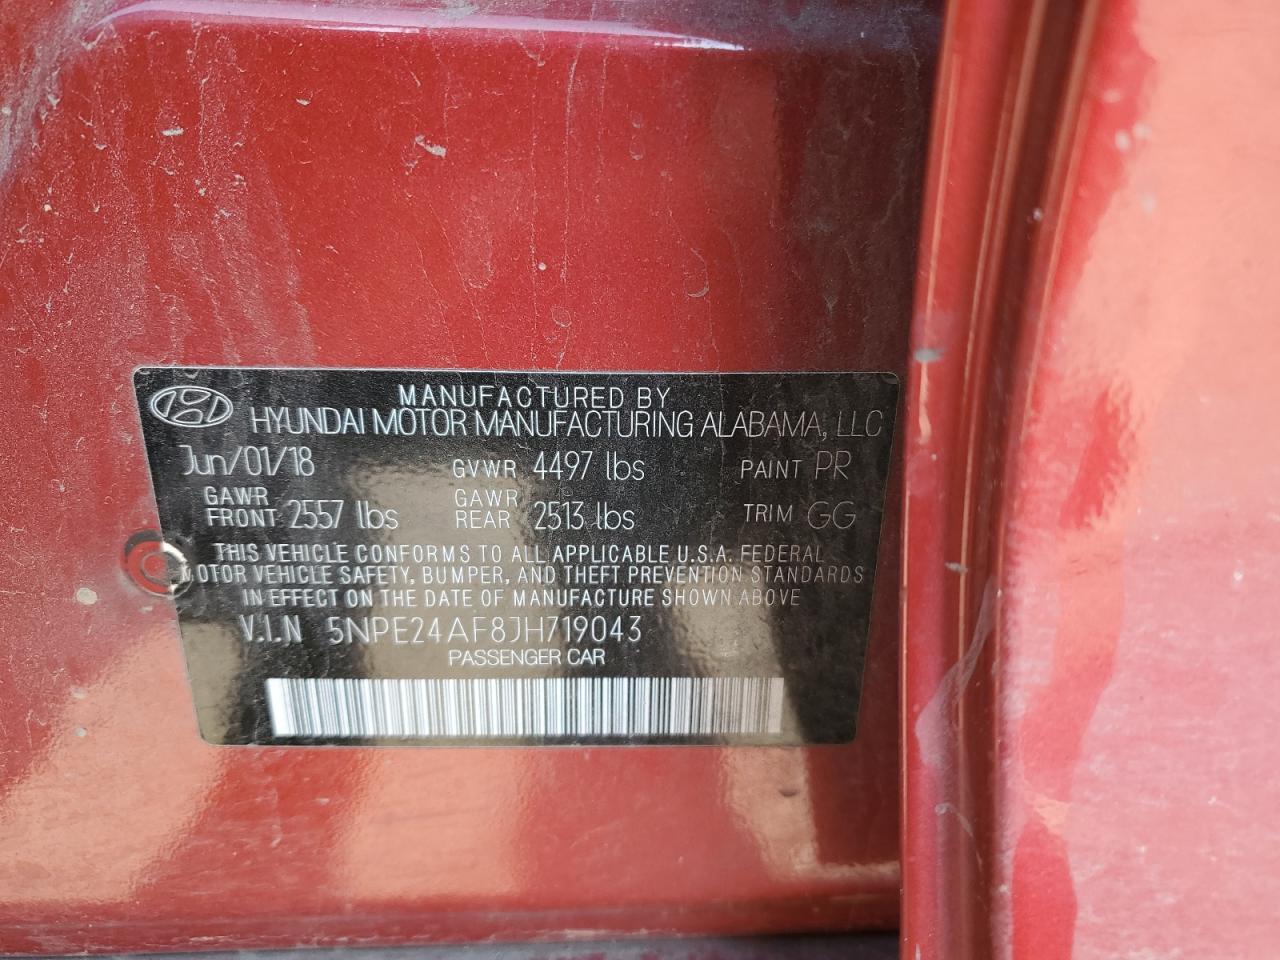 MANUFACTURED BY
HYUNDAI MOTOR MANUFACTURING ALABAMA, LLC
Jun/01/18 GVWR 4497 lbs PAINT PR
GAWR FRONT 2557 lbs GAWR REAR 2513 lbs TRIM GG
THIS VEHICLE CONFORMS TO ALL APPLICABLE U.S.A. FEDERAL
MOTOR VEHICLE SAFETY, BUMPER, AND THEFT PREVENTION STANDARDS
IN EFFECT ON THE DATE OF MANUFACTURE SHOWN ABOVE
V.I.N 5NPE24AF8JH719043
PASSENGER CAR